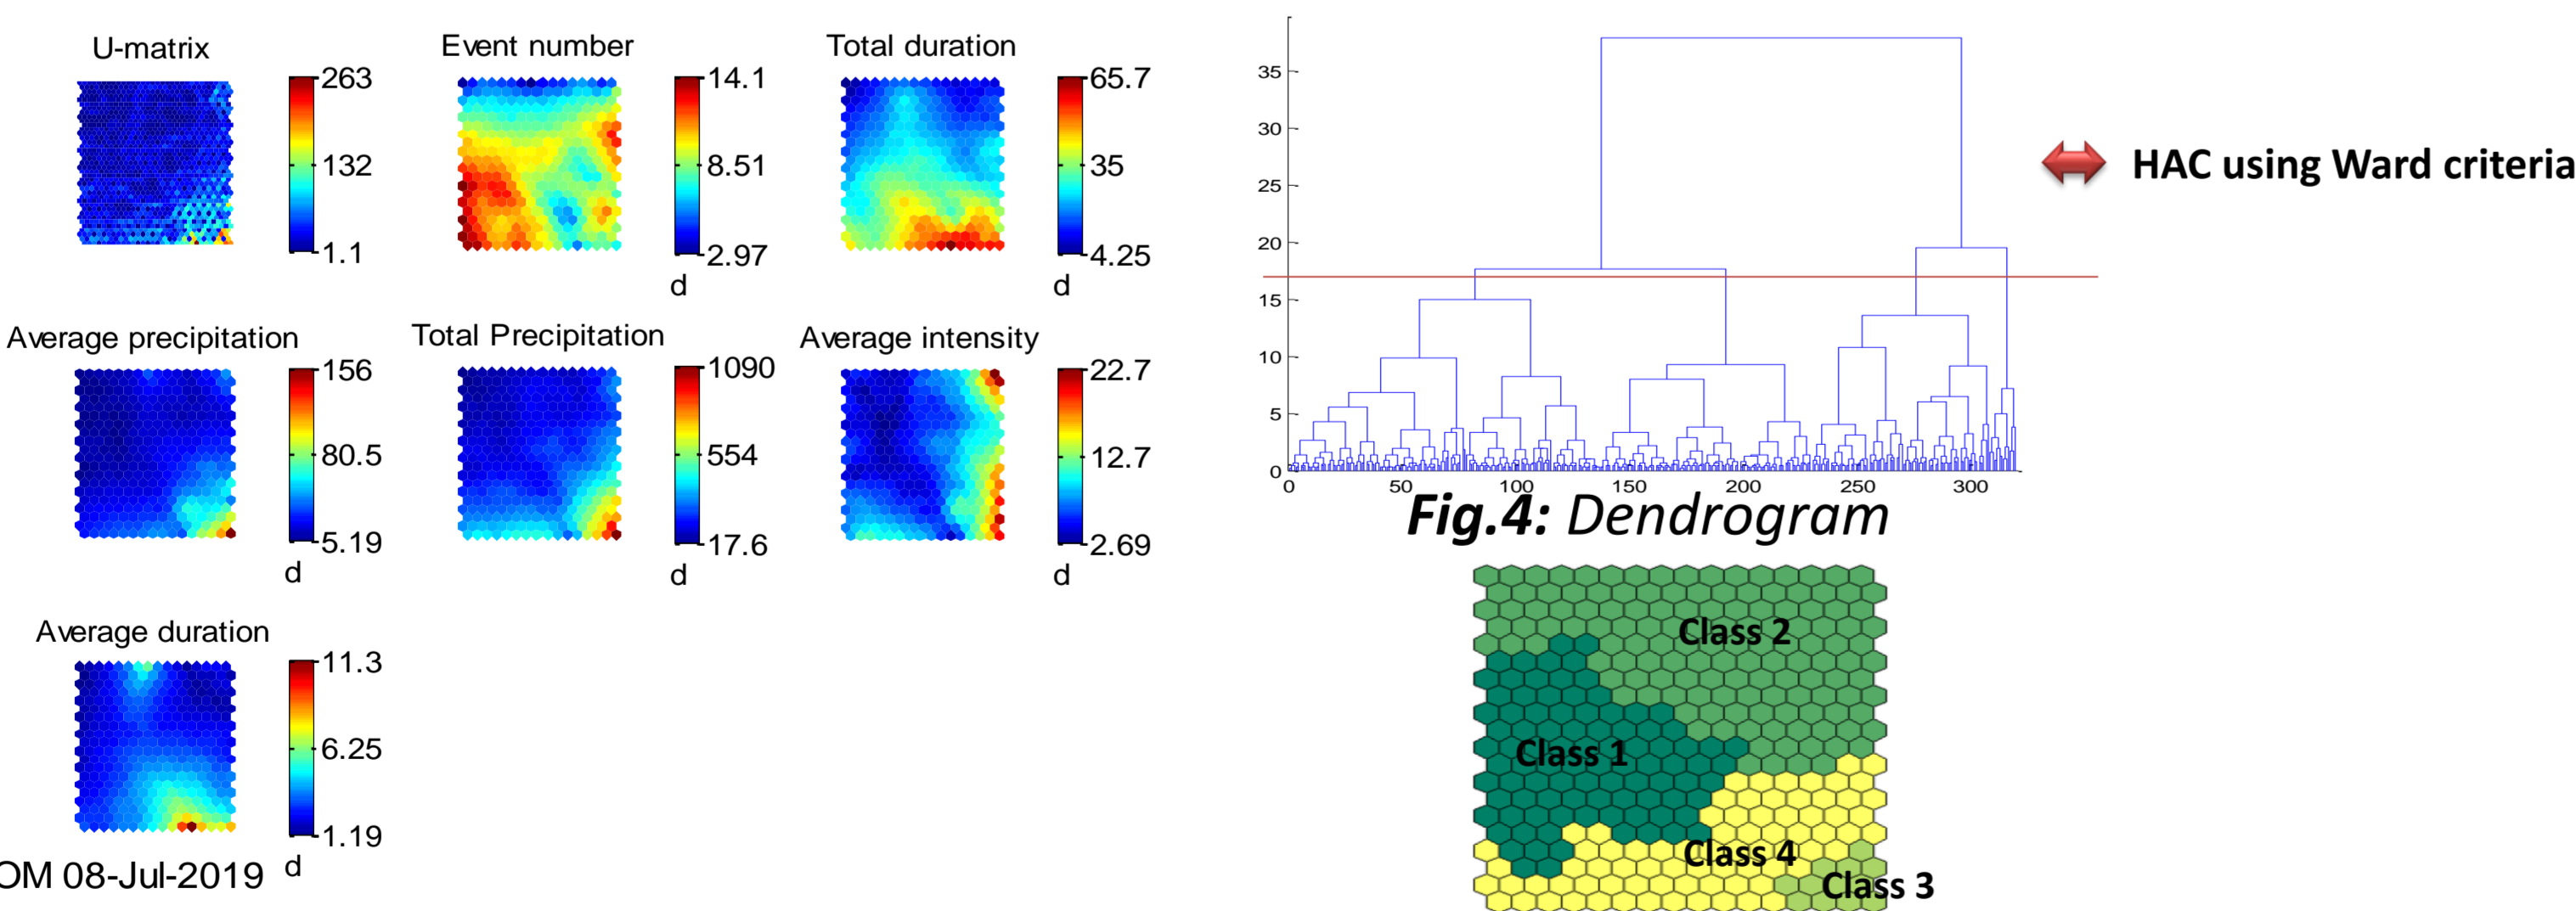 U-matrix
263
132
1.1
Event number
14.1
8.51
2.97
d
Total duration
65.7
35
4.25
d
Average precipitation
156
80.5
5.19
d
Total Precipitation
1090
554
17.6
d
Average intensity
22.7
12.7
2.69
d
Average duration
11.3
6.25
1.19
d
OM 08-Jul-2019
35
30
25
20
15
10
5
0
0 50 100 150 200 250 300
HAC using Ward criteria
Fig.4: Dendrogram
Class 2
Class 1
Class 4
Class 3